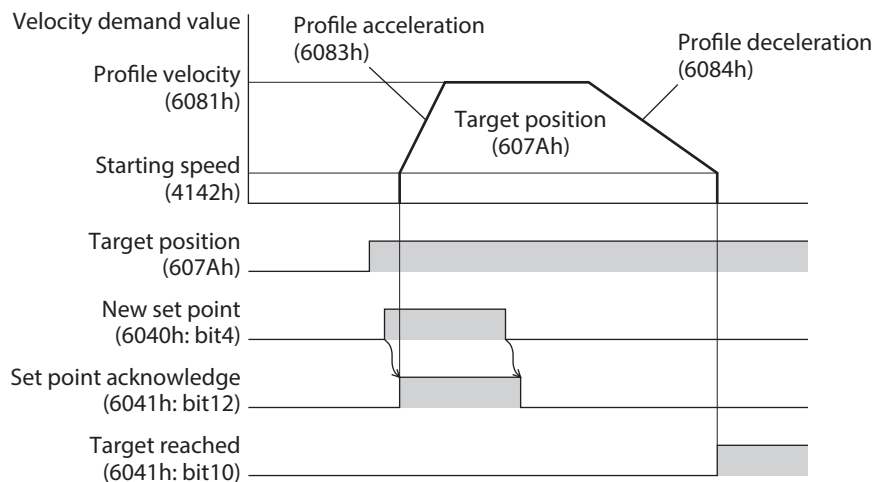 Velocity demand value
Profile acceleration
(6083h)
Profile deceleration
(6084h)
Profile velocity
(6081h)
Target position
(607Ah)
Starting speed
(4142h)
Target position
(607Ah)
New set point
(6040h: bit4)
Set point acknowledge
(6041h: bit12)
Target reached
(6041h: bit10)